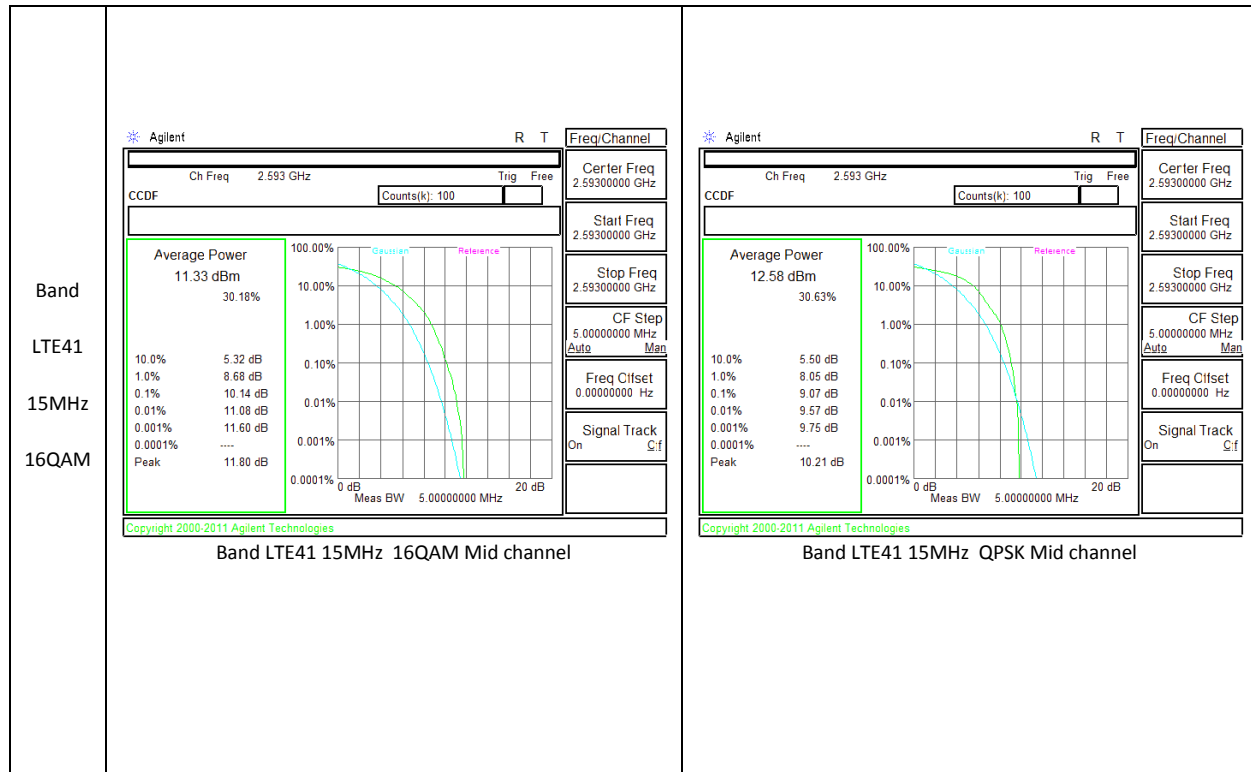 Band
LTE41
15MHz
16QAM
Agilent R T
Ch Freq 2.593 GHz Trig Free
CCDF Counts(k): 100
Average Power
11.33 dBm
30.18%
10.0% 5.32 dB
1.0% 8.68 dB
0.1% 10.14 dB
0.01% 11.08 dB
0.001% 11.60 dB
0.0001% ----
Peak 11.80 dB
Gaussian Reference
100.00%
10.00%
1.00%
0.10%
0.01%
0.001%
0.0001%
0 dB 20 dB
Meas BW 5.00000000 MHz
Freq/Channel
Center Freq
2.59300000 GHz
Start Freq
2.59300000 GHz
Stop Freq
2.59300000 GHz
CF Step
5.00000000 MHz
Auto Man
Freq Offset
0.00000000 Hz
Signal Track
On Off
Copyright 2000-2011 Agilent Technologies
Band LTE41 15MHz 16QAM Mid channel
Agilent R T
Ch Freq 2.593 GHz Trig Free
CCDF Counts(k): 100
Average Power
12.58 dBm
30.63%
10.0% 5.50 dB
1.0% 8.05 dB
0.1% 9.07 dB
0.01% 9.57 dB
0.001% 9.75 dB
0.0001% ----
Peak 10.21 dB
Gaussian Reference
100.00%
10.00%
1.00%
0.10%
0.01%
0.001%
0.0001%
0 dB 20 dB
Meas BW 5.00000000 MHz
Freq/Channel
Center Freq
2.59300000 GHz
Start Freq
2.59300000 GHz
Stop Freq
2.59300000 GHz
CF Step
5.00000000 MHz
Auto Man
Freq Offset
0.00000000 Hz
Signal Track
On Off
Copyright 2000-2011 Agilent Technologies
Band LTE41 15MHz QPSK Mid channel